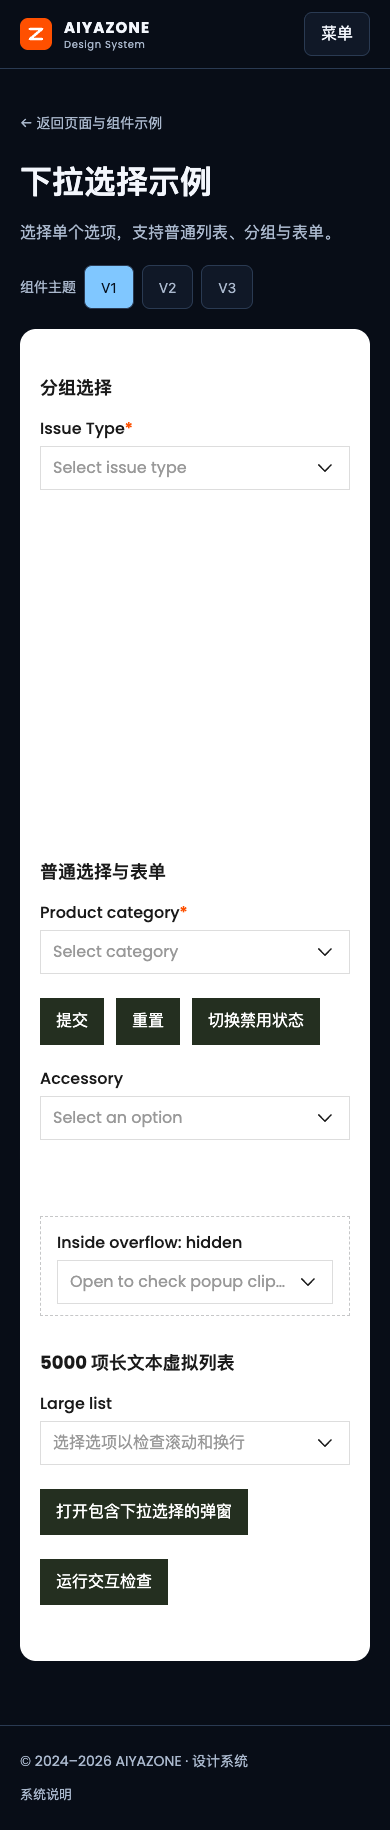 AIYAZONE
Design System
菜单
← 返回页面与组件示例
下拉选择示例
选择单个选项，支持普通列表、分组与表单。
组件主题 V1 V2 V3
分组选择
Issue Type*
Select issue type
普通选择与表单
Product category*
Select category
提交 重置 切换禁用状态
Accessory
Select an option
Inside overflow: hidden
Open to check popup clip...
5000 项长文本虚拟列表
Large list
选择选项以检查滚动和换行
打开包含下拉选择的弹窗
运行交互检查
© 2024–2026 AIYAZONE · 设计系统
系统说明